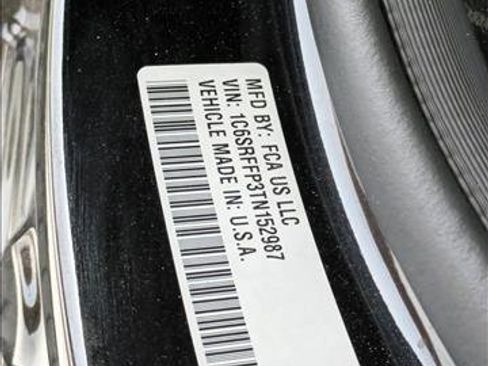 MFD BY: FCA US LLC
VIN: 1C6SRFFP3TN152987
VEHICLE MADE IN: U.S.A.